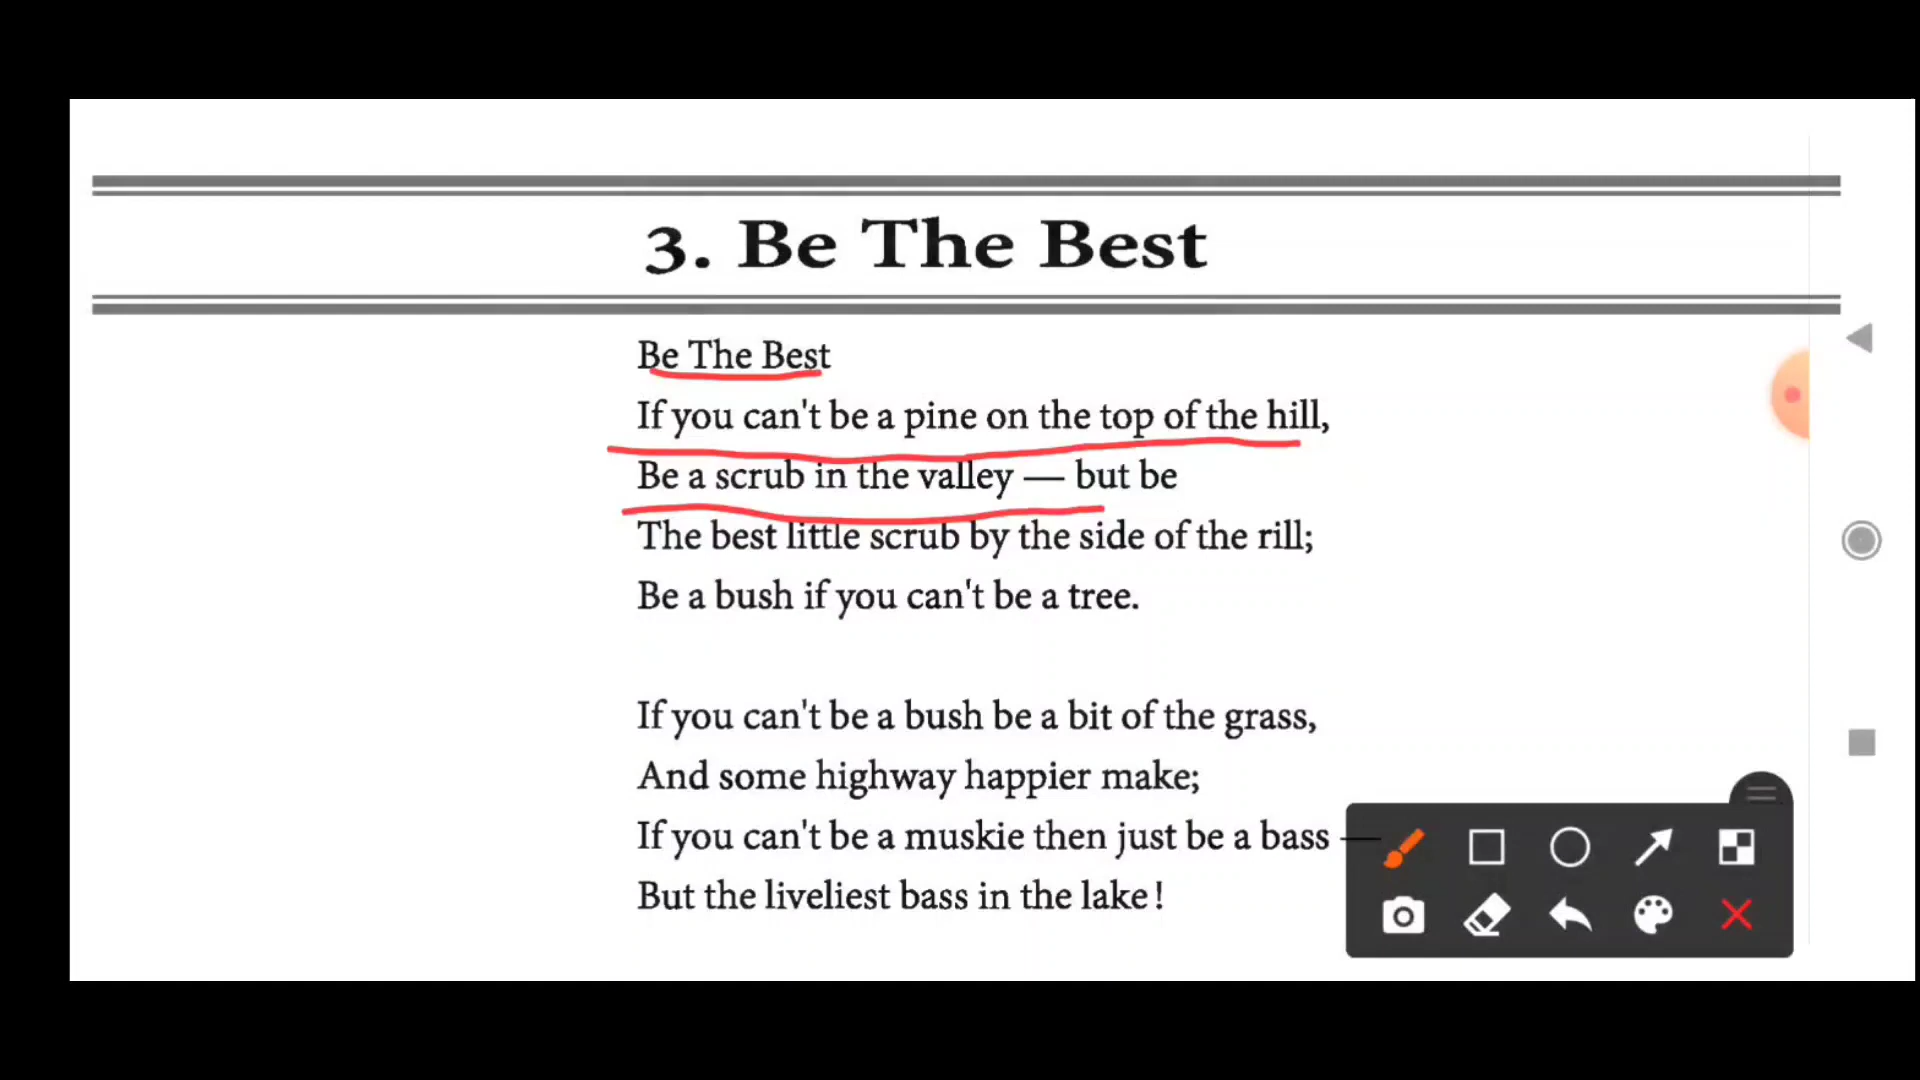 3. Be The Best
Be The Best
If you can't be a pine on the top of the hill,
Be a scrub in the valley — but be
The best little scrub by the side of the rill;
Be a bush if you can't be a tree.
If you can't be a bush be a bit of the grass,
And some highway happier make;
If you can't be a muskie then just be a bass —
But the liveliest bass in the lake!